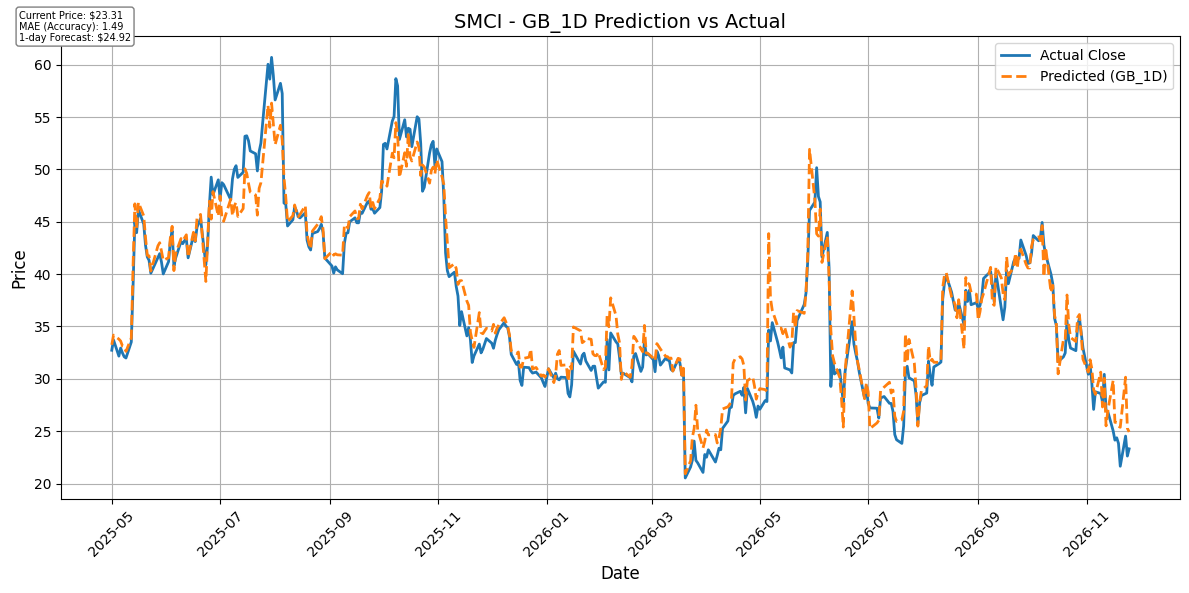 Current Price: $23.31
MAE (Accuracy): 1.49
1-day Forecast: $24.92
SMCI - GB_1D Prediction vs Actual
Actual Close
Predicted (GB_1D)
Price
60
55
50
45
40
35
30
25
20
2025-05
2025-07
2025-09
2025-11
2026-01
2026-03
2026-05
2026-07
2026-09
2026-11
Date